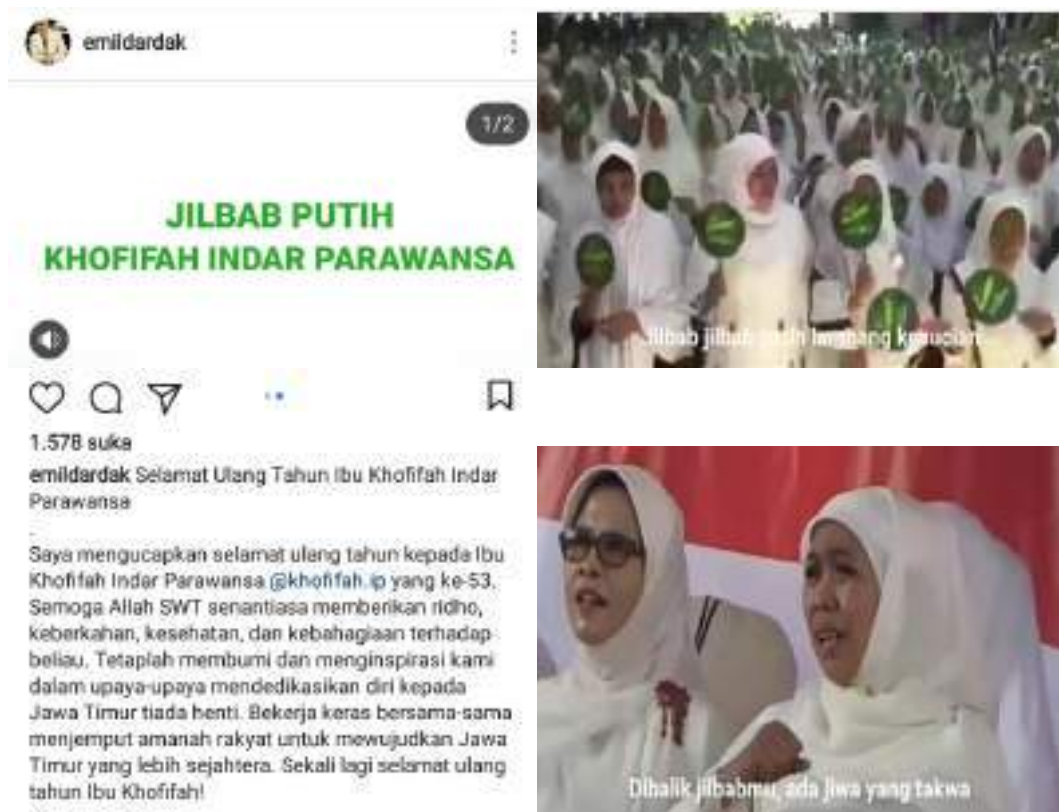 emildardak
1/2
JILBAB PUTIH
KHOFIFAH INDAR PARAWANSA
1.578 suka
emildardak Selamat Ulang Tahun Ibu Khofifah Indar
Parawansa
.
Saya mengucapkan selamat ulang tahun kepada Ibu
Khofifah Indar Parawansa @khofifah.ip yang ke-53.
Semoga Allah SWT senantiasa memberikan ridho,
keberkahan, kesehatan, dan kebahagiaan terhadap
beliau. Tetaplah membumi dan menginspirasi kami
dalam upaya-upaya mendedikasikan diri kepada
Jawa Timur tiada henti. Bekerja keras bersama-sama
menjemput amanah rakyat untuk mewujudkan Jawa
Timur yang lebih sejahtera. Sekali lagi selamat ulang
tahun Ibu Khofifah!
Jilbab jilbab putih lambang kesucian
Dibalik jilbabmu, ada jiwa yang takwa